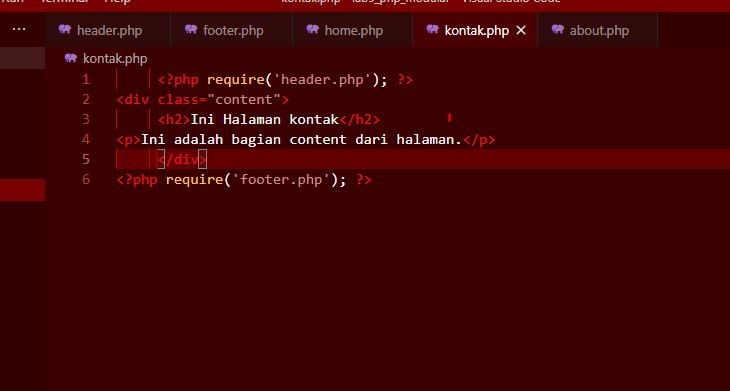 Terminal Help kontak.php - lab9_php_modular - Visual Studio Code
header.php footer.php home.php kontak.php about.php
kontak.php
1 <?php require('header.php'); ?>
2 <div class="content">
3 <h2>Ini Halaman kontak</h2>
4 <p>Ini adalah bagian content dari halaman.</p>
5 </div>
6 <?php require('footer.php'); ?>